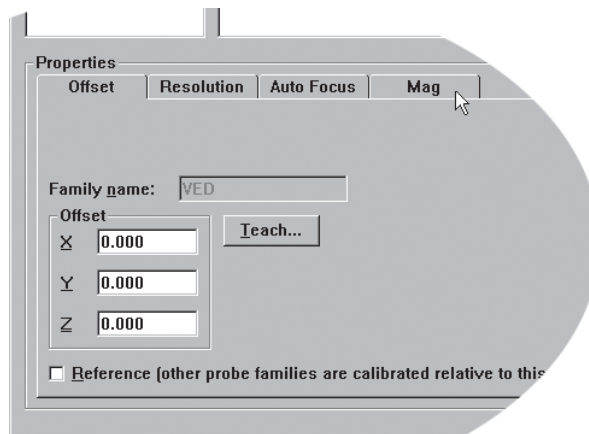 Properties
Offset Resolution Auto Focus Mag
Family name: VED
Offset
Teach...
X 0.000
Y 0.000
Z 0.000
Reference (other probe families are calibrated relative to this